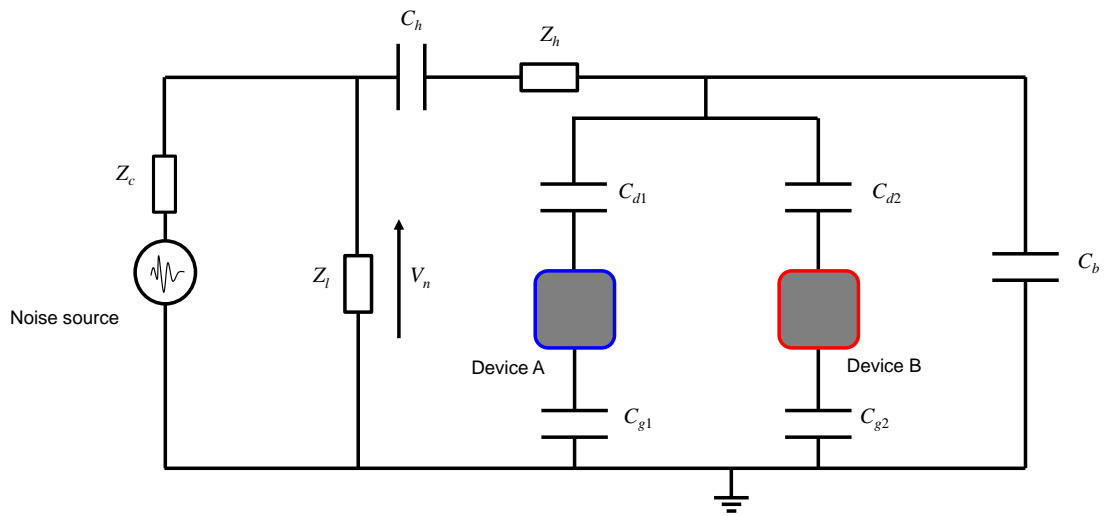 C_h
Z_h
Z_c
C_d1
C_d2
Z_l
V_n
C_b
Noise source
Device A
Device B
C_g1
C_g2